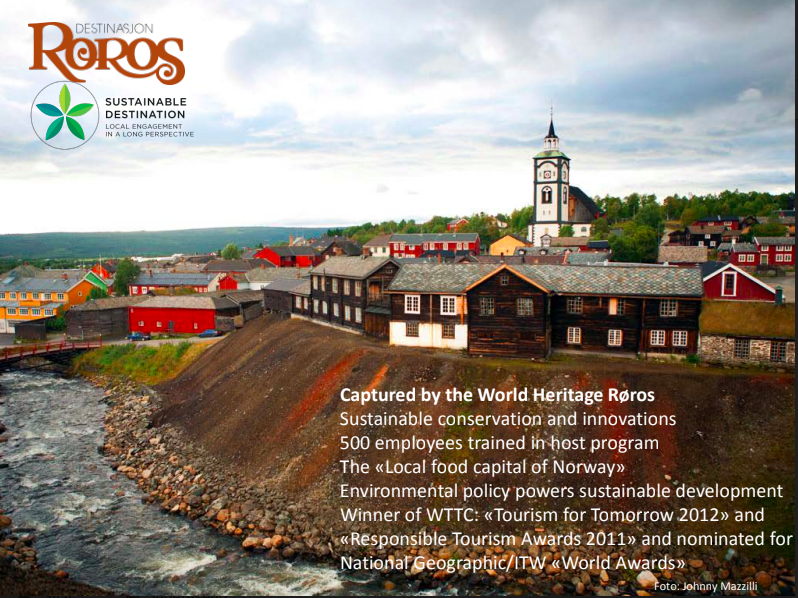 DESTINASJON
RØROS
SUSTAINABLE
DESTINATION
LOCAL ENGAGEMENT
IN A LONG PERSPECTIVE
Captured by the World Heritage Røros
Sustainable conservation and innovations
500 employees trained in host program
The «Local food capital of Norway»
Environmental policy powers sustainable development
Winner of WTTC: «Tourism for Tomorrow 2012» and
«Responsible Tourism Awards 2011» and nominated for
National Geographic/ITW «World Awards»
Foto: Johnny Mazzilli